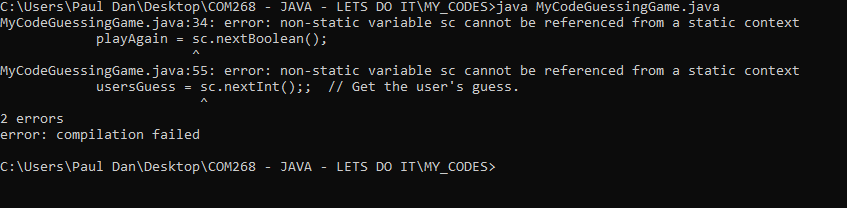 C:\Users\Paul Dan\Desktop\COM268 - JAVA - LETS DO IT\MY_CODES>java MyCodeGuessingGame.java
MyCodeGuessingGame.java:34: error: non-static variable sc cannot be referenced from a static context
playAgain = sc.nextBoolean();
^
MyCodeGuessingGame.java:55: error: non-static variable sc cannot be referenced from a static context
usersGuess = sc.nextInt();;  // Get the user's guess.
^
2 errors
error: compilation failed
C:\Users\Paul Dan\Desktop\COM268 - JAVA - LETS DO IT\MY_CODES>